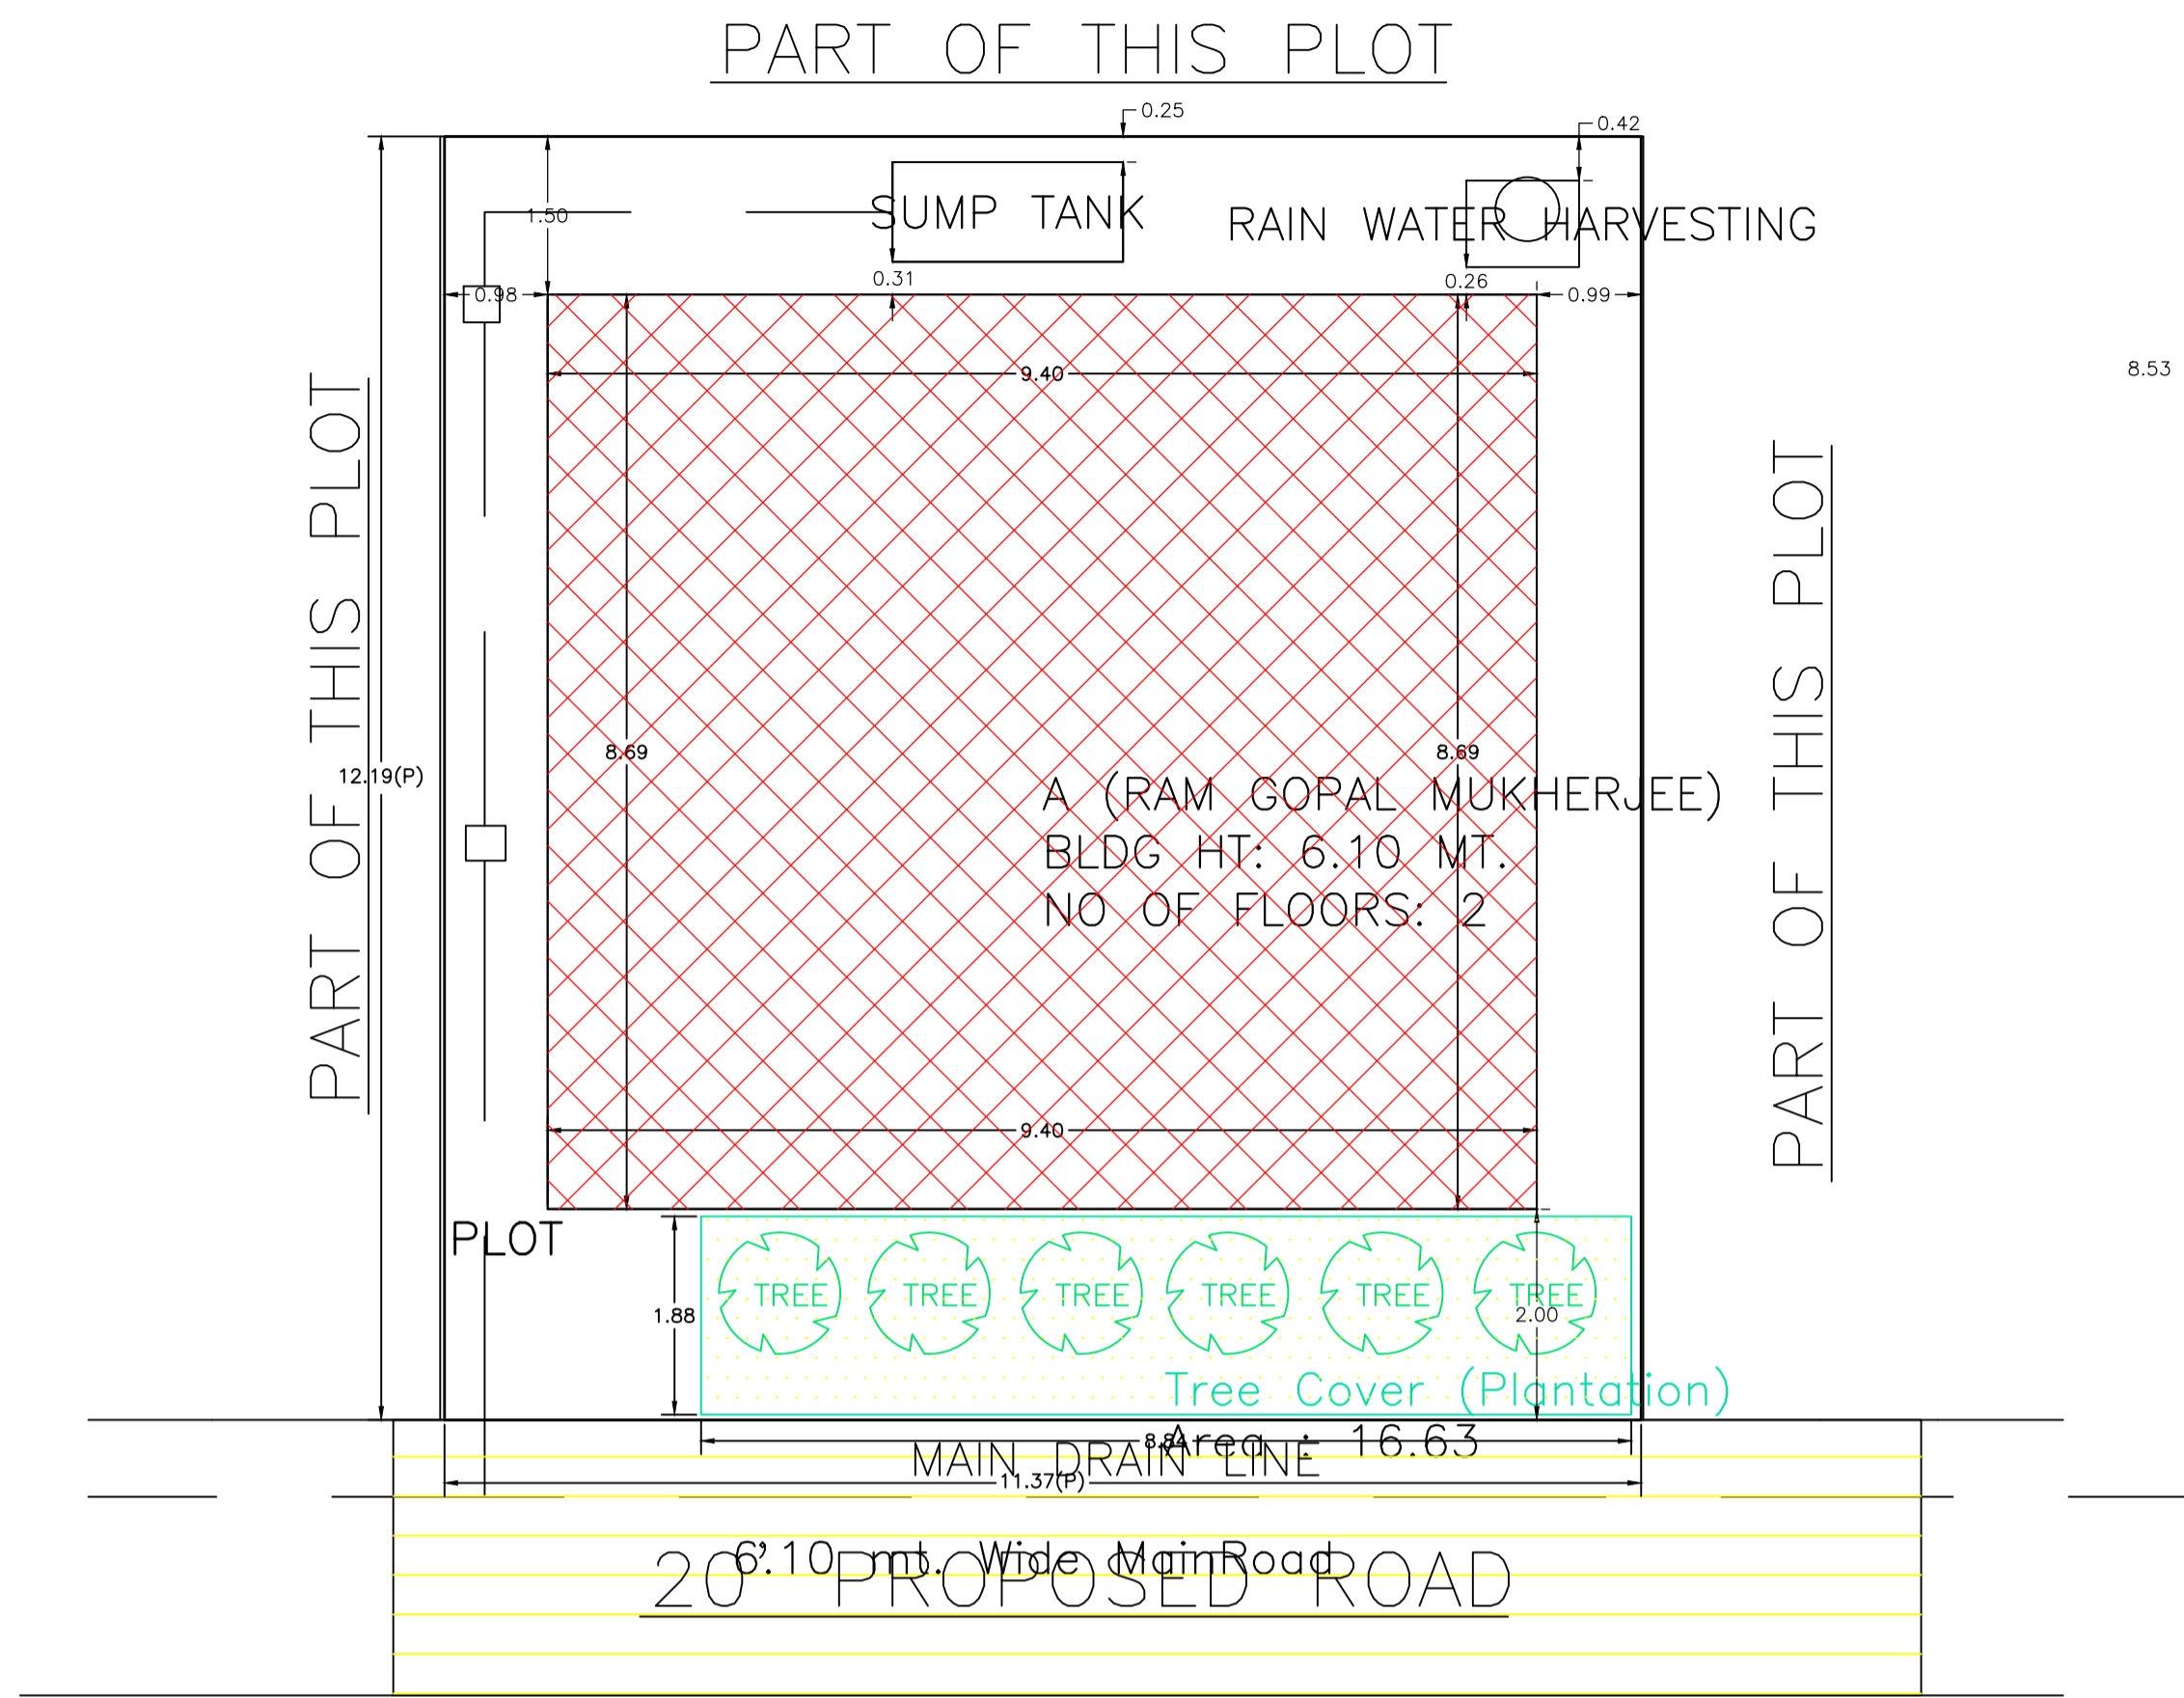 PART OF THIS PLOT
0.25
0.42
SUMP TANK
1.50
RAIN WATER HARVESTING
0.31
0.26
0.98
0.99
9.40
8.53
PART OF THIS PLOT
PART OF THIS PLOT
8.69
8.69
12.19(P)
A (RAM GOPAL MUKHERJEE)
BLDG HT: 6.10 MT.
NO OF FLOORS: 2
9.40
PLOT
TREE TREE TREE TREE TREE TREE
1.88
2.00
Tree Cover (Plantation)
Area : 16.63
8.84
MAIN DRAIN LINE
11.37(P)
6.10 mt. Wide MainRoad
20' PROPOSED ROAD